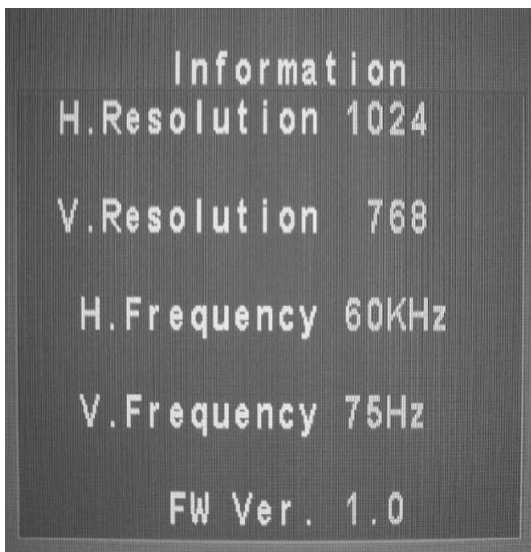 Information
H.Resolution 1024
V.Resolution 768
H.Frequency 60KHz
V.Frequency 75Hz
FW Ver. 1.0